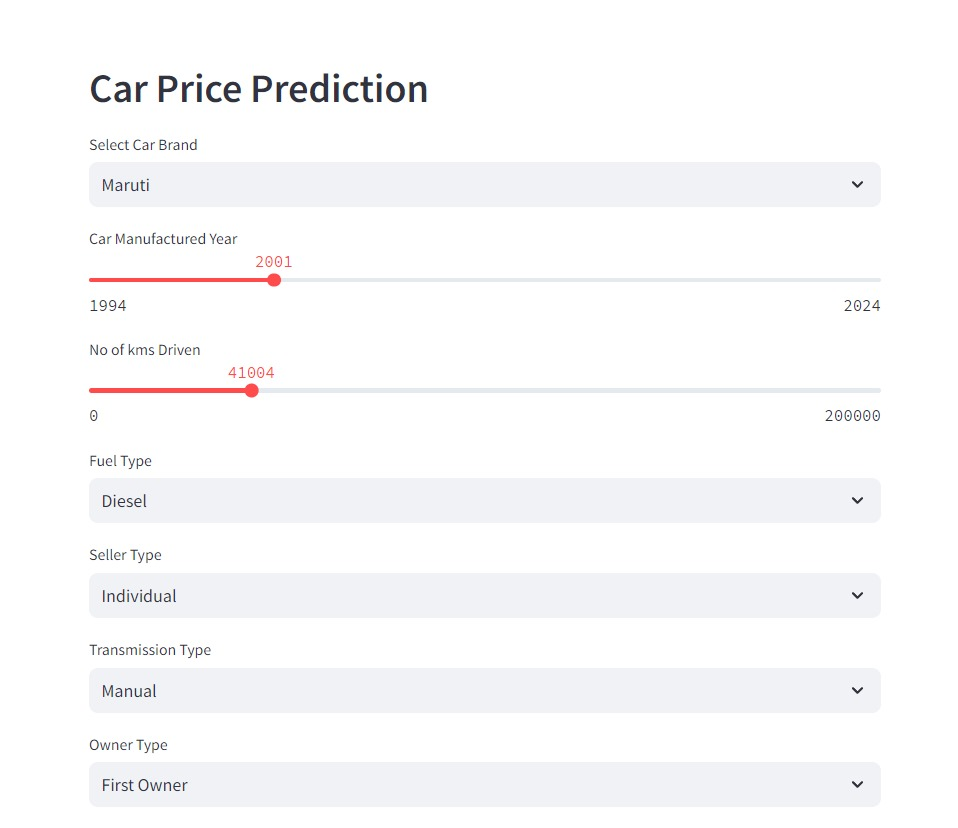 Car Price Prediction
Select Car Brand
Maruti
Car Manufactured Year
2001
1994 2024
No of kms Driven
41004
0 200000
Fuel Type
Diesel
Seller Type
Individual
Transmission Type
Manual
Owner Type
First Owner